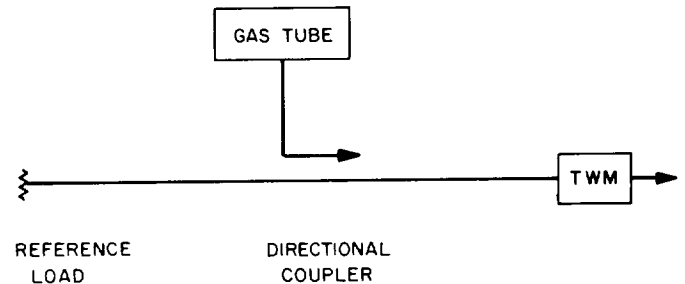 GAS TUBE
TWM
REFERENCE
LOAD
DIRECTIONAL
COUPLER